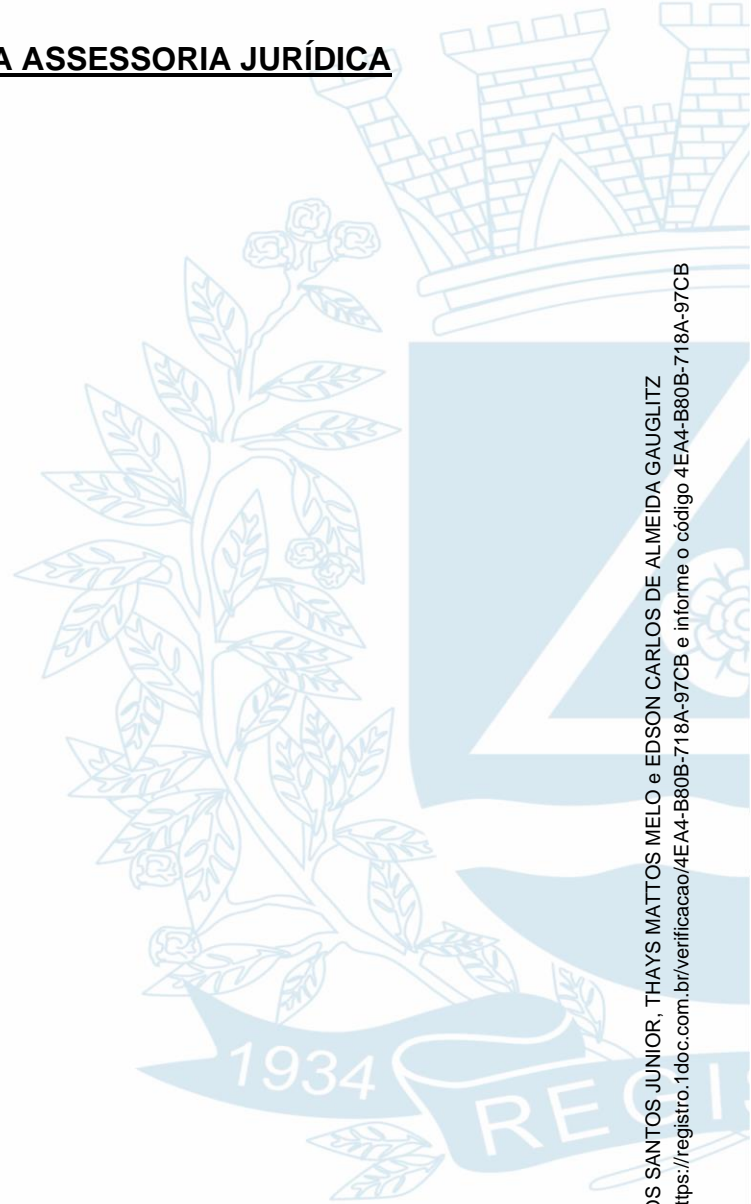 A ASSESSORIA JURÍDICA
1934
REGIS
OS SANTOS JUNIOR, THAYS MATTOS MELO e EDSON CARLOS DE ALMEIDA GAUGLITZ
ttps://registro.1doc.com.br/verificacao/4EA4-B80B-718A-97CB e informe o código 4EA4-B80B-718A-97CB